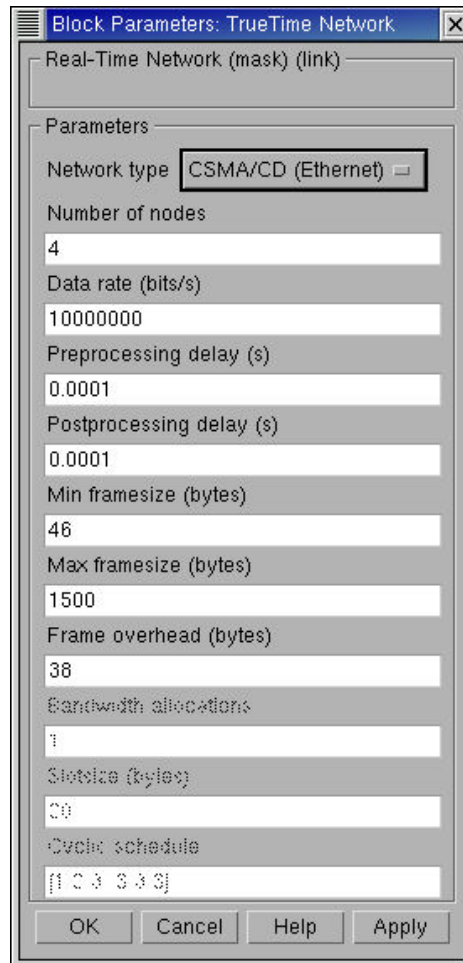 Block Parameters: TrueTime Network
Real-Time Network (mask) (link)
Parameters
Network type CSMA/CD (Ethernet)
Number of nodes
4
Data rate (bits/s)
10000000
Preprocessing delay (s)
0.0001
Postprocessing delay (s)
0.0001
Min framesize (bytes)
46
Max framesize (bytes)
1500
Frame overhead (bytes)
38
Bandwidth allocations
1
Slotsize (bytes)
Cyclic schedule
OK Cancel Help Apply